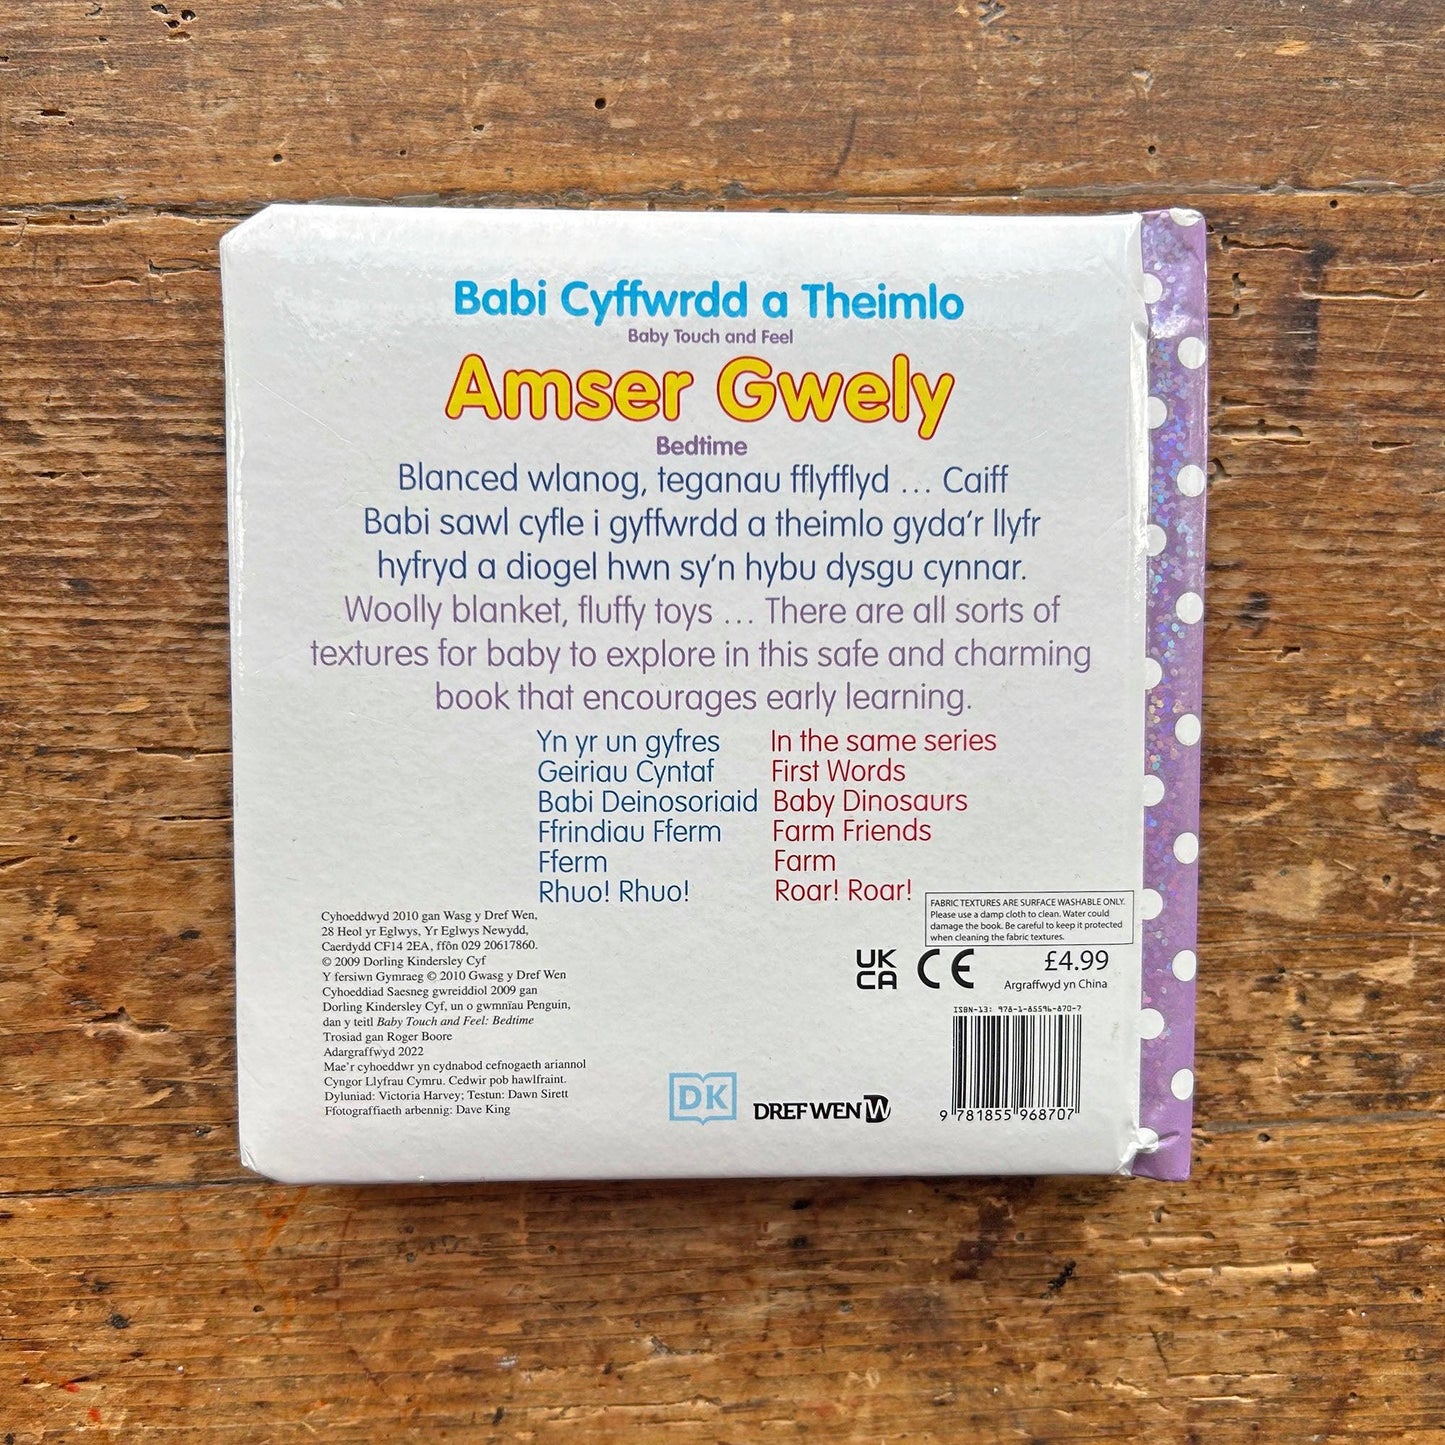 Babi Cyffwrdd a Theimlo
Baby Touch and Feel
Amser Gwely
Bedtime
Blanced wlanog, teganau fflyfflyd ... Caiff
Babi sawl cyfle i gyffwrdd a theimlo gyda'r llyfr
hyfryd a diogel hwn sy'n hybu dysgu cynnar.
Woolly blanket, fluffy toys ... There are all sorts of
textures for baby to explore in this safe and charming
book that encourages early learning.
Yn yr un gyfres
Geiriau Cyntaf
Babi Deinosoriaid
Ffrindiau Fferm
Fferm
Rhuo! Rhuo!
In the same series
First Words
Baby Dinosaurs
Farm Friends
Farm
Roar! Roar!
FABRIC TEXTURES ARE SURFACE WASHABLE ONLY.
Please use a damp cloth to clean. Water could
damage the book. Be careful to keep it protected
when cleaning the fabric textures.
Cyhoeddwyd 2010 gan Wasg y Dref Wen,
28 Heol yr Eglwys, Yr Eglwys Newydd,
Caerdydd CF14 2EA, ffôn 029 20617860.
© 2009 Dorling Kindersley Cyf
Y fersiwn Gymraeg © 2010 Gwasg y Dref Wen
Cyhoeddiad Saesneg gwreiddiol 2009 gan
Dorling Kindersley Cyf, un o gwmnïau Penguin,
dan y teitl Baby Touch and Feel: Bedtime
Trosiad gan Roger Boore
Adargraffwyd 2022
Mae'r cyhoeddwr yn cydnabod cefnogaeth ariannol
Cyngor Llyfrau Cymru. Cedwir pob hawlfraint.
Dyluniad: Victoria Harvey; Testun: Dawn Sirett
Ffotograffiaeth arbennig: Dave King
UK
CA
CE
£4.99
Argraffwyd yn China
DK
DREF WEN W
ISBN-13: 978-1-85596-870-7
9 781855 968707